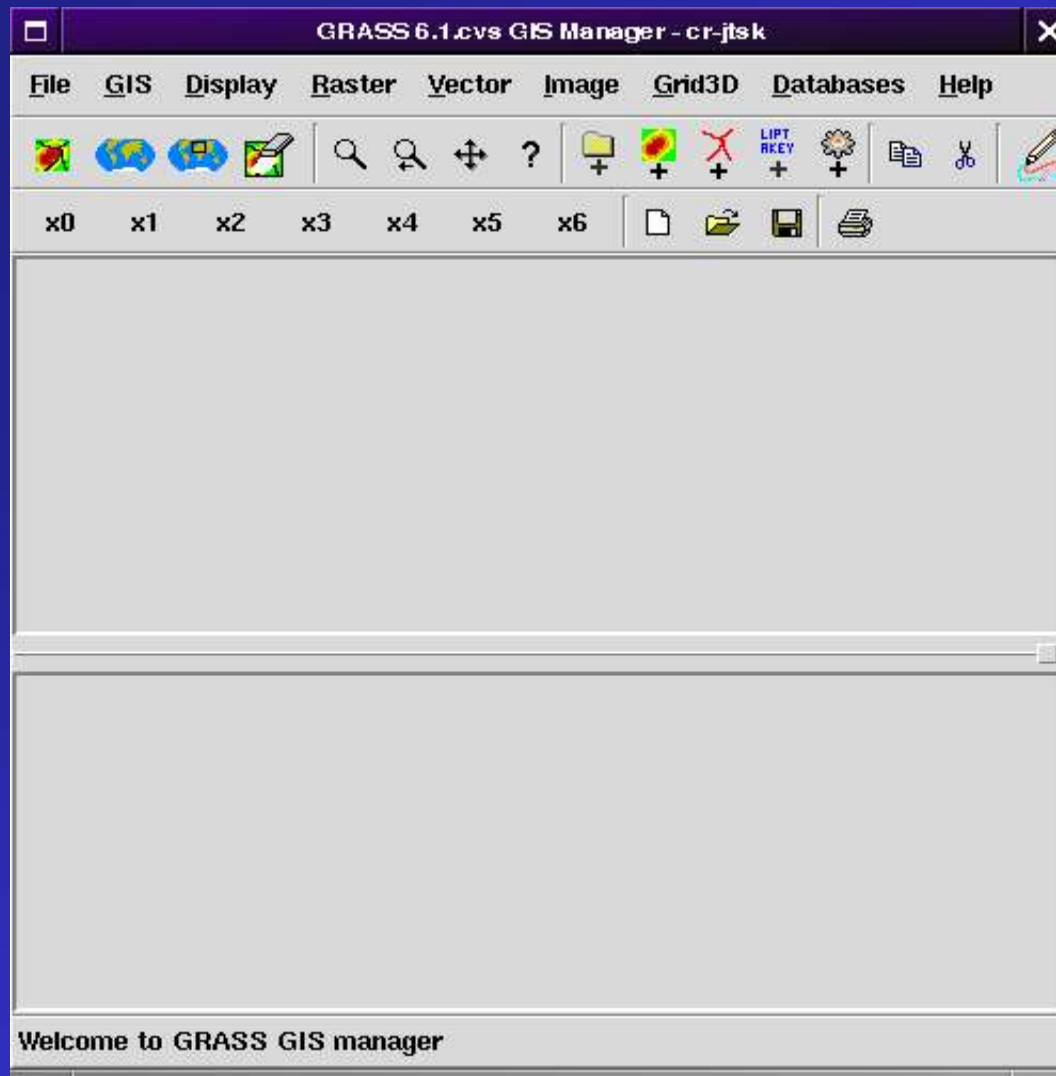 GRASS 6.1.cvs GIS Manager - cr-jtsk
File GIS Display Raster Vector Image Grid3D Databases Help
? LIPT
RKEY
x0 x1 x2 x3 x4 x5 x6
Welcome to GRASS GIS manager